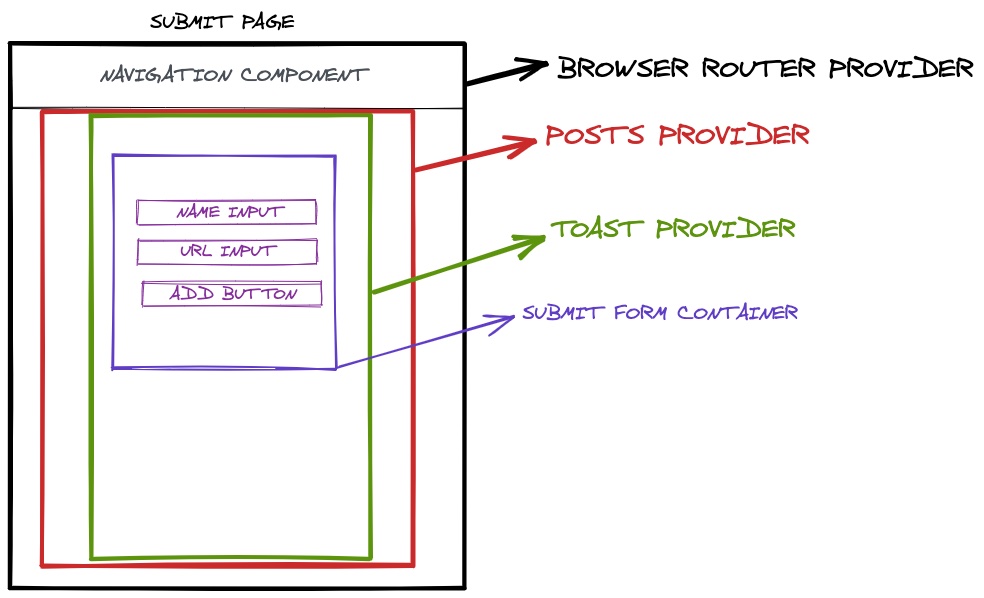 SUBMIT PAGE
NAVIGATION COMPONENT
BROWSER ROUTER PROVIDER
POSTS PROVIDER
NAME INPUT
TOAST PROVIDER
URL INPUT
ADD BUTTON
SUBMIT FORM CONTAINER